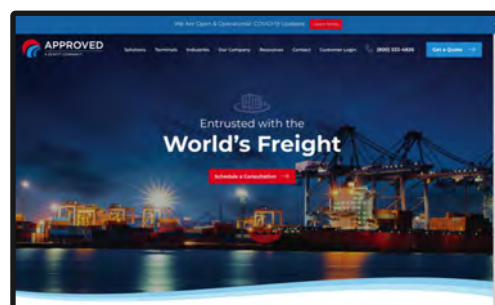 We Are Open & Operational: COVID-19 Updates Learn More
APPROVED
Solutions Terminals Industries Our Company Resources Contact Customer Login (800) 333-4826 Get a Quote
Entrusted with the
World's Freight
Schedule a Consultation